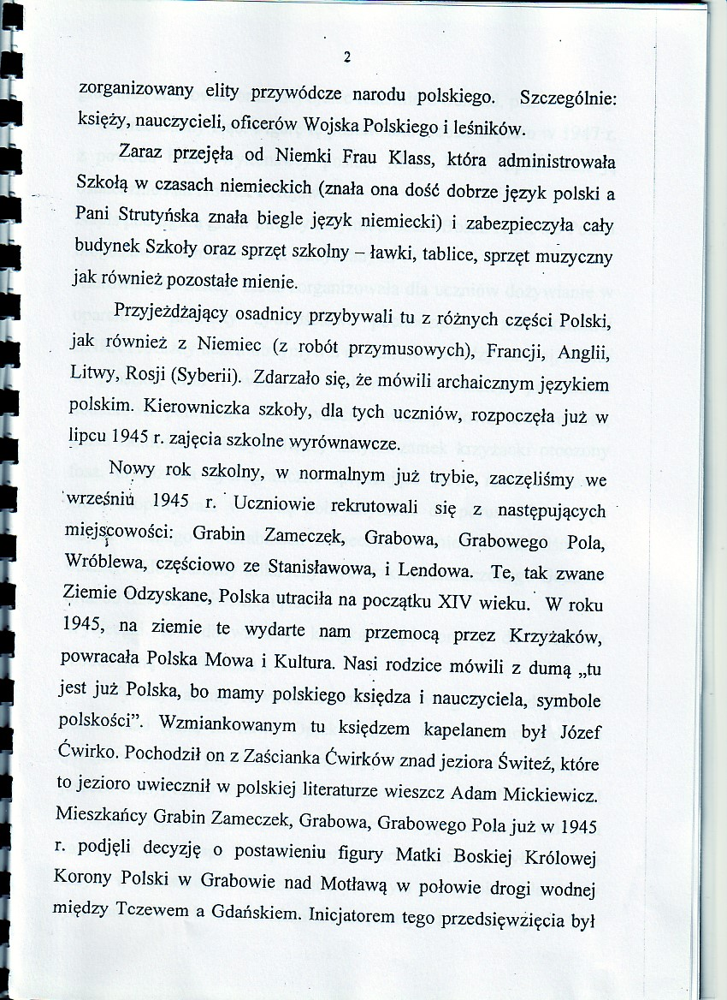 2
zorganizowany elity przywódcze narodu polskiego. Szczególnie:
księży, nauczycieli, oficerów Wojska Polskiego i leśników.
Zaraz przejęła od Niemki Frau Klass, która administrowała
Szkołą w czasach niemieckich (znała ona dość dobrze język polski a
Pani Strutyńska znała biegle język niemiecki) i zabezpieczyła cały
budynek Szkoły oraz sprzęt szkolny – ławki, tablice, sprzęt muzyczny
jak również pozostałe mienie.
Przyjeżdżający osadnicy przybywali tu z różnych części Polski,
jak również z Niemiec (z robót przymusowych), Francji, Anglii,
Litwy, Rosji (Syberii). Zdarzało się, że mówili archaicznym językiem
polskim. Kierowniczka szkoły, dla tych uczniów, rozpoczęła już w
lipcu 1945 r. zajęcia szkolne wyrównawcze.
Nowy rok szkolny, w normalnym już trybie, zaczęliśmy we
wrześniu 1945 r. Uczniowie rekrutowali się z następujących
miejscowości: Grabin Zameczek, Grabowa, Grabowego Pola,
Wróblewa, częściowo ze Stanisławowa, i Lendowa. Te, tak zwane
Ziemie Odzyskane, Polska utraciła na początku XIV wieku. W roku
1945, na ziemie te wydarte nam przemocą przez Krzyżaków,
powracała Polska Mowa i Kultura. Nasi rodzice mówili z dumą „tu
jest już Polska, bo mamy polskiego księdza i nauczyciela, symbole
polskości”. Wzmiankowanym tu księdzem kapelanem był Józef
Ćwirko. Pochodził on z Zaścianka Ćwirków znad jeziora Świteź, które
to jezioro uwiecznił w polskiej literaturze wieszcz Adam Mickiewicz.
Mieszkańcy Grabin Zameczek, Grabowa, Grabowego Pola już w 1945
r. podjęli decyzję o postawieniu figury Matki Boskiej Królowej
Korony Polski w Grabowie nad Motławą w połowie drogi wodnej
między Tczewem a Gdańskiem. Inicjatorem tego przedsięwzięcia był